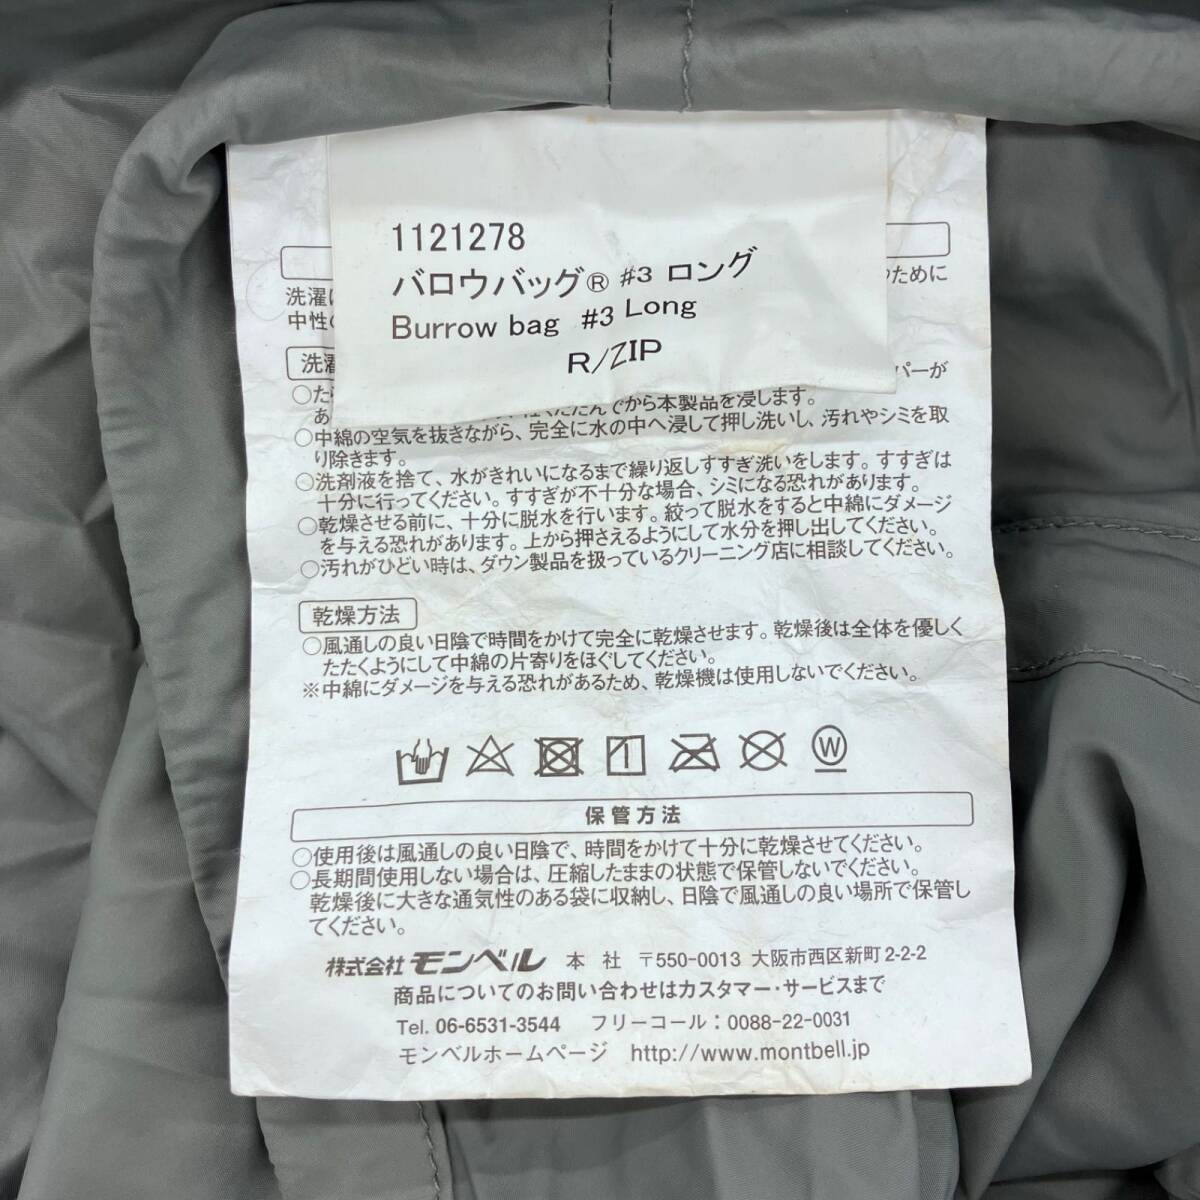 1121278
バロウバッグ® #3 ロング
Burrow bag #3 Long
R/ZIP
のために
洗濯
中性の
洗濯
パーが
○た
あ くたたんでから本製品を浸します。
○中綿の空気を抜きながら、完全に水の中へ浸して押し洗いし、汚れやシミを取
り除きます。
○洗剤液を捨て、水がきれいになるまで繰り返しすすぎ洗いをします。すすぎは
十分に行ってください。すすぎが不十分な場合、シミになる恐れがあります。
○乾燥させる前に、十分に脱水を行います。絞って脱水をすると中綿にダメージ
を与える恐れがあります。上から押さえるようにして水分を押し出してください。
○汚れがひどい時は、ダウン製品を扱っているクリーニング店に相談してください。
乾燥方法
○風通しの良い日陰で時間をかけて完全に乾燥させます。乾燥後は全体を優しく
たたくようにして中綿の片寄りをほぐしてください。
※中綿にダメージを与える恐れがあるため、乾燥機は使用しないでください。
W
保管方法
○使用後は風通しの良い日陰で、時間をかけて十分に乾燥させてください。
○長期間使用しない場合は、圧縮したままの状態で保管しないでください。
乾燥後に大きな通気性のある袋に収納し、日陰で風通しの良い場所で保管し
てください。
株式会社 モンベル 本 社 〒550-0013 大阪市西区新町2-2-2
商品についてのお問い合わせはカスタマー・サービスまで
Tel. 06-6531-3544 フリーコール:0088-22-0031
モンベルホームページ http://www.montbell.jp